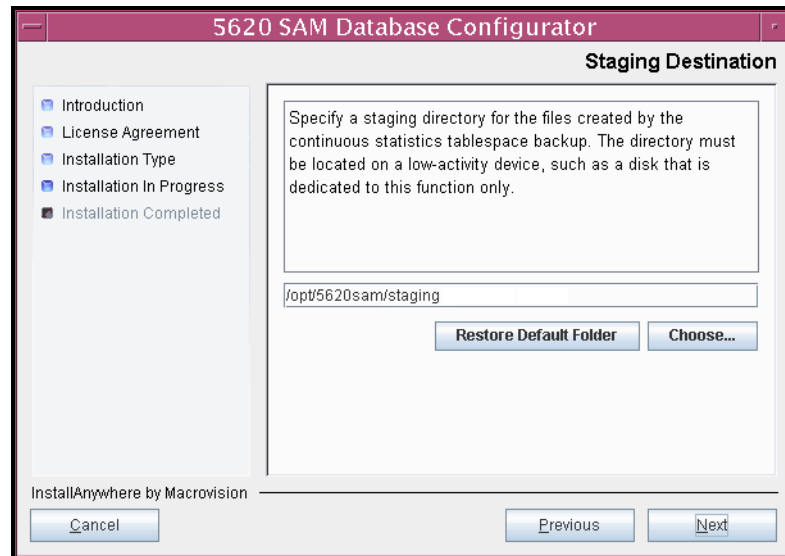 5620 SAM Database Configurator
Staging Destination
Introduction
License Agreement
Installation Type
Installation In Progress
Installation Completed
Specify a staging directory for the files created by the
continuous statistics tablespace backup. The directory must
be located on a low-activity device, such as a disk that is
dedicated to this function only.
/opt/5620sam/staging
Restore Default Folder
Choose...
InstallAnywhere by Macrovision
Cancel
Previous
Next